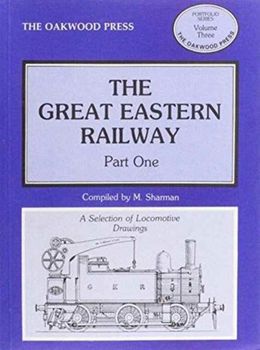 THE OAKWOOD PRESS
PORTFOLIO SERIES
Volume
Three
THE OAKWOOD PRESS
THE
GREAT EASTERN
RAILWAY
Part One
Compiled by M. Sharman
A Selection of Locomotive
Drawings
G E R